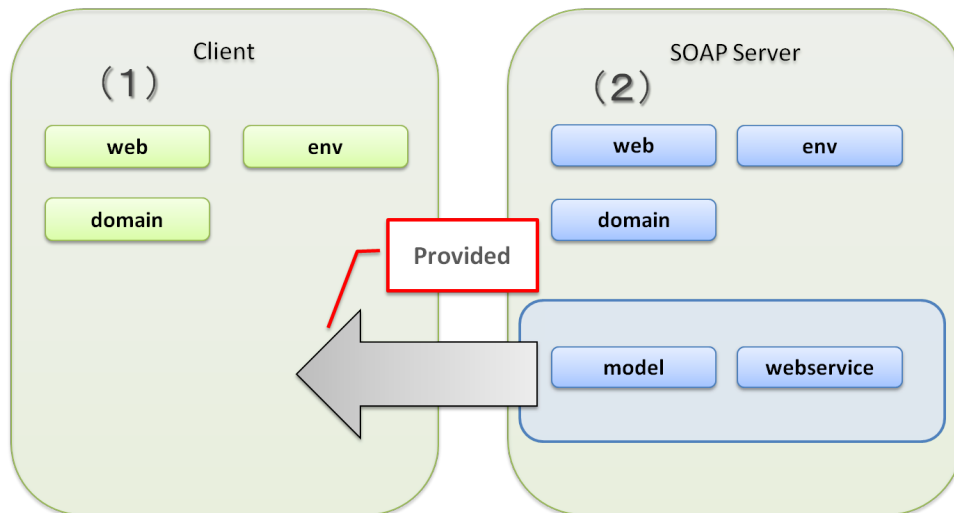 Client
(1)
web
env
domain
Provided
SOAP Server
(2)
web
env
domain
model
webservice